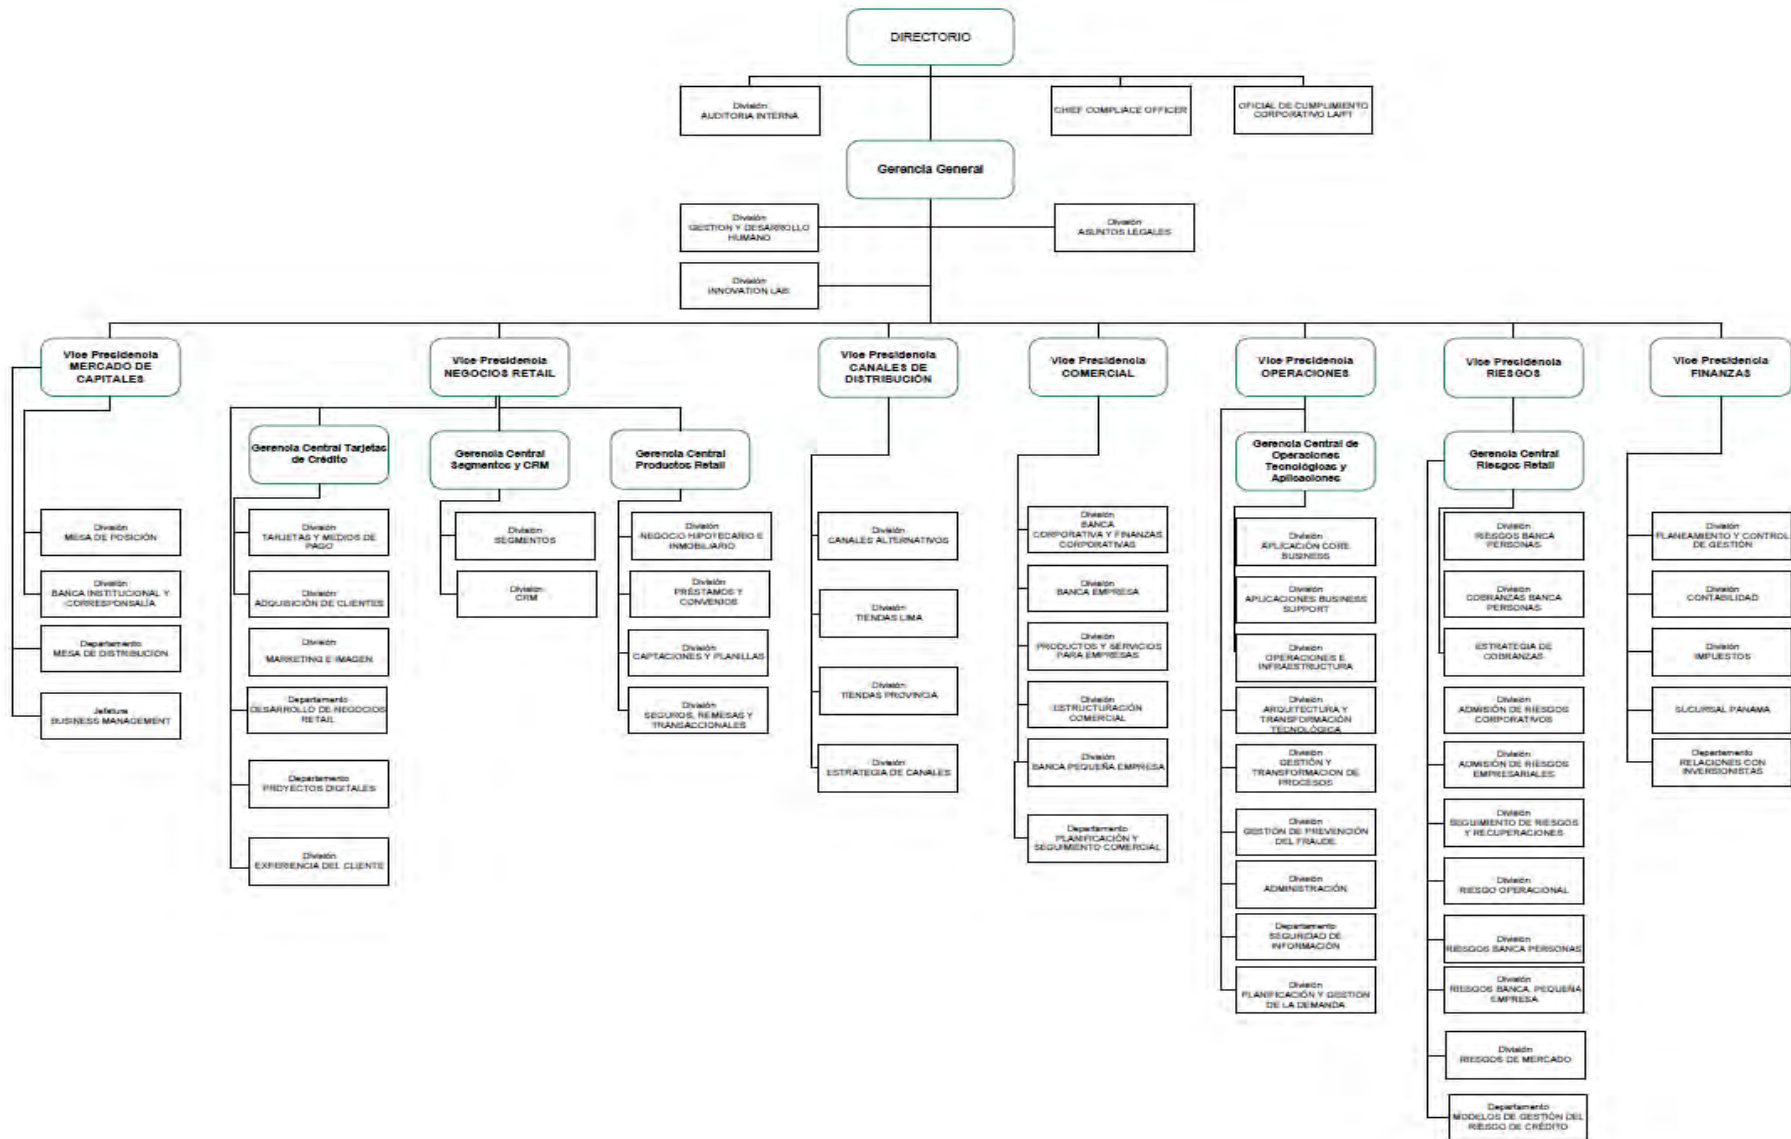 DIRECTORIO
División
AUDITORIA INTERNA
CHIEF COMPLIACE OFFICER
OFICIAL DE CUMPLIMIENTO
CORPORATIVO LA/FT
Gerencia General
División
GESTION Y DESARROLLO
HUMANO
División
ASUNTOS LEGALES
División
INNOVATION LAB
Vice Presidencia
MERCADO DE
CAPITALES
Vice Presidencia
NEGOCIOS RETAIL
Vice Presidencia
CANALES DE
DISTRIBUCIÓN
Vice Presidencia
COMERCIAL
Vice Presidencia
OPERACIONES
Vice Presidencia
RIESGOS
Vice Presidencia
FINANZAS
Gerencia Central Tarjetas
de Crédito
Gerencia Central
Segmentos y CRM
Gerencia Central
Productos Retail
Gerencia Central de
Operaciones
Tecnológicas y
Aplicaciones
Gerencia Central
Riesgos Retail
División
MESA DE POSICIÓN
División
BANCA INSTITUCIONAL Y
CORRESPONSALÍA
Departamento
MESA DE DISTRIBUCIÓN
Jefatura
BUSINESS MANAGEMENT
División
TARJETAS Y MEDIOS DE
PAGO
División
ADQUISICIÓN DE CLIENTES
División
MARKETING E IMAGEN
Departamento
DESARROLLO DE NEGOCIOS
RETAIL
Departamento
PROYECTOS DIGITALES
División
EXPERIENCIA DEL CLIENTE
División
SEGMENTOS
División
CRM
División
NEGOCIO HIPOTECARIO E
INMOBILIARIO
División
PRÉSTAMOS Y
CONVENIOS
División
CAPTACIONES Y PLANILLAS
División
SEGUROS, REMESAS Y
TRANSACCIONALES
División
CANALES ALTERNATIVOS
División
TIENDAS LIMA
División
TIENDAS PROVINCIA
División
ESTRATEGIA DE CANALES
División
BANCA
CORPORATIVA Y FINANZAS
CORPORATIVAS
División
BANCA EMPRESA
División
PRODUCTOS Y SERVICIOS
PARA EMPRESAS
División
ESTRUCTURACIÓN
COMERCIAL
División
BANCA PEQUEÑA EMPRESA
Departamento
PLANIFICACIÓN Y
SEGUIMIENTO COMERCIAL
División
APLICACIÓN CORE
BUSINESS
División
APLICACIONES BUSINESS
SUPPORT
División
OPERACIONES E
INFRAESTRUCTURA
División
ARQUITECTURA Y
TRANSFORMACIÓN
TECNOLÓGICA
División
GESTIÓN Y
TRANSFORMACION DE
PROCESOS
División
GESTIÓN DE PREVENCIÓN
DEL FRAUDE
División
ADMINISTRACIÓN
Departamento
SEGURIDAD DE
INFORMACIÓN
División
PLANIFICACIÓN Y GESTION
DE LA DEMANDA
División
RIESGOS BANCA
PERSONAS
División
COBRANZAS BANCA
PERSONAS
ESTRATEGIA DE
COBRANZAS
División
ADMISIÓN DE RIESGOS
CORPORATIVOS
División
ADMISIÓN DE RIESGOS
EMPRESARIALES
División
SEGUIMIENTO DE RIESGOS
Y RECUPERACIONES
División
RIESGO OPERACIONAL
División
RIESGOS BANCA PERSONAS
División
RIESGOS BANCA, PEQUEÑA
EMPRESA
División
RIESGOS DE MERCADO
Departamento
MODELOS DE GESTIÓN DEL
RIESGO DE CRÉDITO
División
PLANEAMIENTO Y CONTROL
DE GESTIÓN
División
CONTABILIDAD
División
IMPUESTOS
SUCURSAL PANAMA
Departamento
RELACIONES CON
INVERSIONISTAS